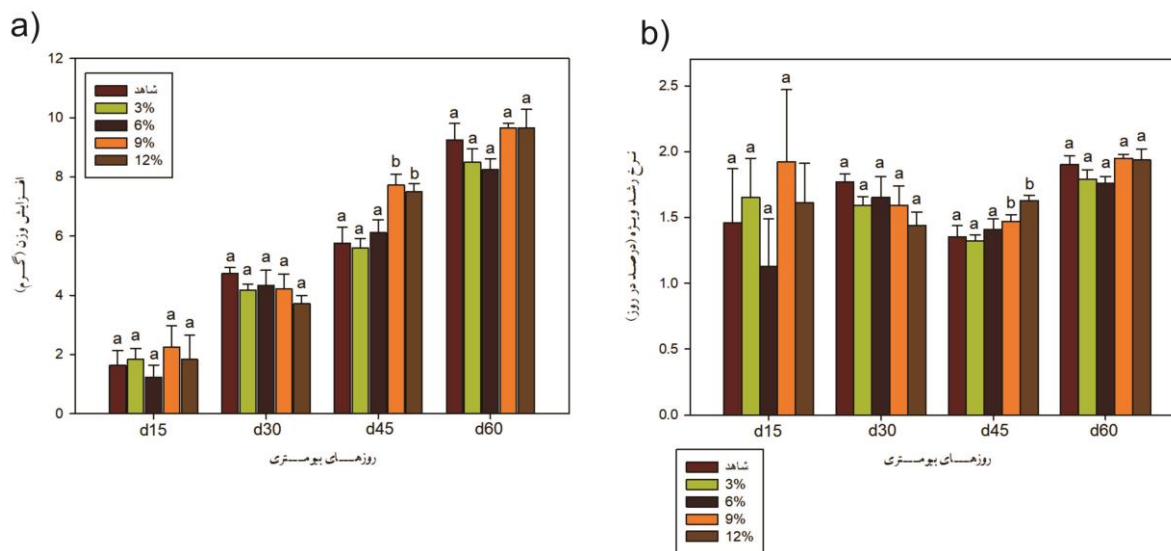 a)
12
10
8
6
4
2
0
افزایش وزن (گرم)
شاهد
3%
6%
9%
12%
a a a a a
a a a a a
a a a b b
a a a a a
d15 d30 d45 d60
روزهای بیومتری
b)
2.5
2.0
1.5
1.0
0.5
0.0
نرخ رشد ویژه (درصد در روز)
a a a a
a a a a a
a a a b b
a a a a a
d15 d30 d45 d60
روزهای بیومتری
شاهد
3%
6%
9%
12%